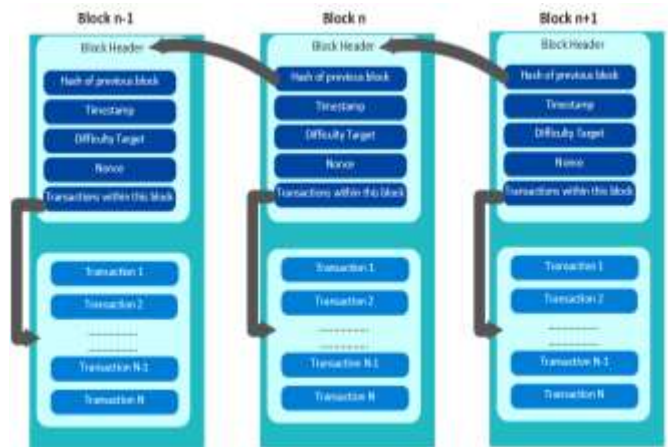 Block n-1
Block Header
Hash of previous block
Timestamp
Difficulty Target
Nonce
Transactions within this block
Transaction 1
Transaction 2
Transaction N-1
Transaction N
Block n
Block Header
Hash of previous block
Timestamp
Difficulty Target
Nonce
Transactions within this block
Transaction 1
Transaction 2
Transaction N-1
Transaction N
Block n+1
Block Header
Hash of previous block
Timestamp
Difficulty Target
Nonce
Transactions within this block
Transaction 1
Transaction 2
Transaction N-1
Transaction N